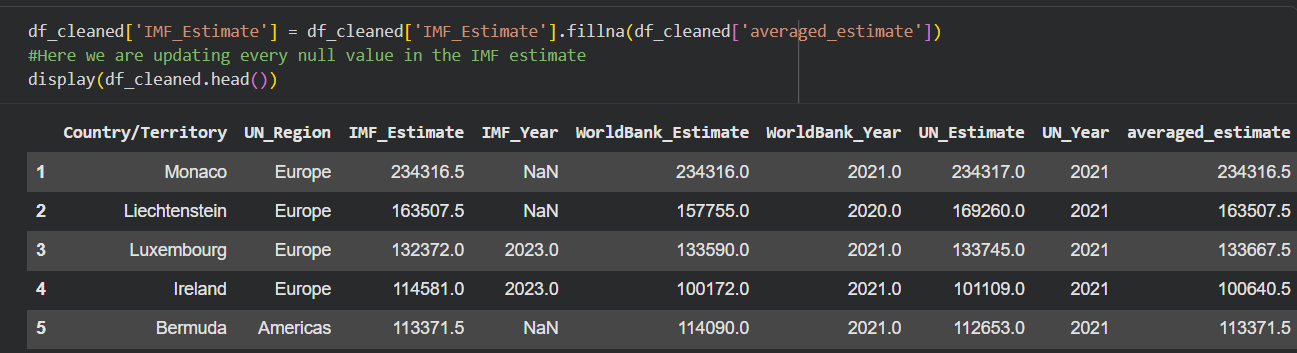 df_cleaned['IMF_Estimate'] = df_cleaned['IMF_Estimate'].fillna(df_cleaned['averaged_estimate'])
#Here we are updating every null value in the IMF estimate
display(df_cleaned.head())
Country/Territory UN_Region IMF_Estimate IMF_Year WorldBank_Estimate WorldBank_Year UN_Estimate UN_Year averaged_estimate
1 Monaco Europe 234316.5 NaN 234316.0 2021.0 234317.0 2021 234316.5
2 Liechtenstein Europe 163507.5 NaN 157755.0 2020.0 169260.0 2021 163507.5
3 Luxembourg Europe 132372.0 2023.0 133590.0 2021.0 133745.0 2021 133667.5
4 Ireland Europe 114581.0 2023.0 100172.0 2021.0 101109.0 2021 100640.5
5 Bermuda Americas 113371.5 NaN 114090.0 2021.0 112653.0 2021 113371.5